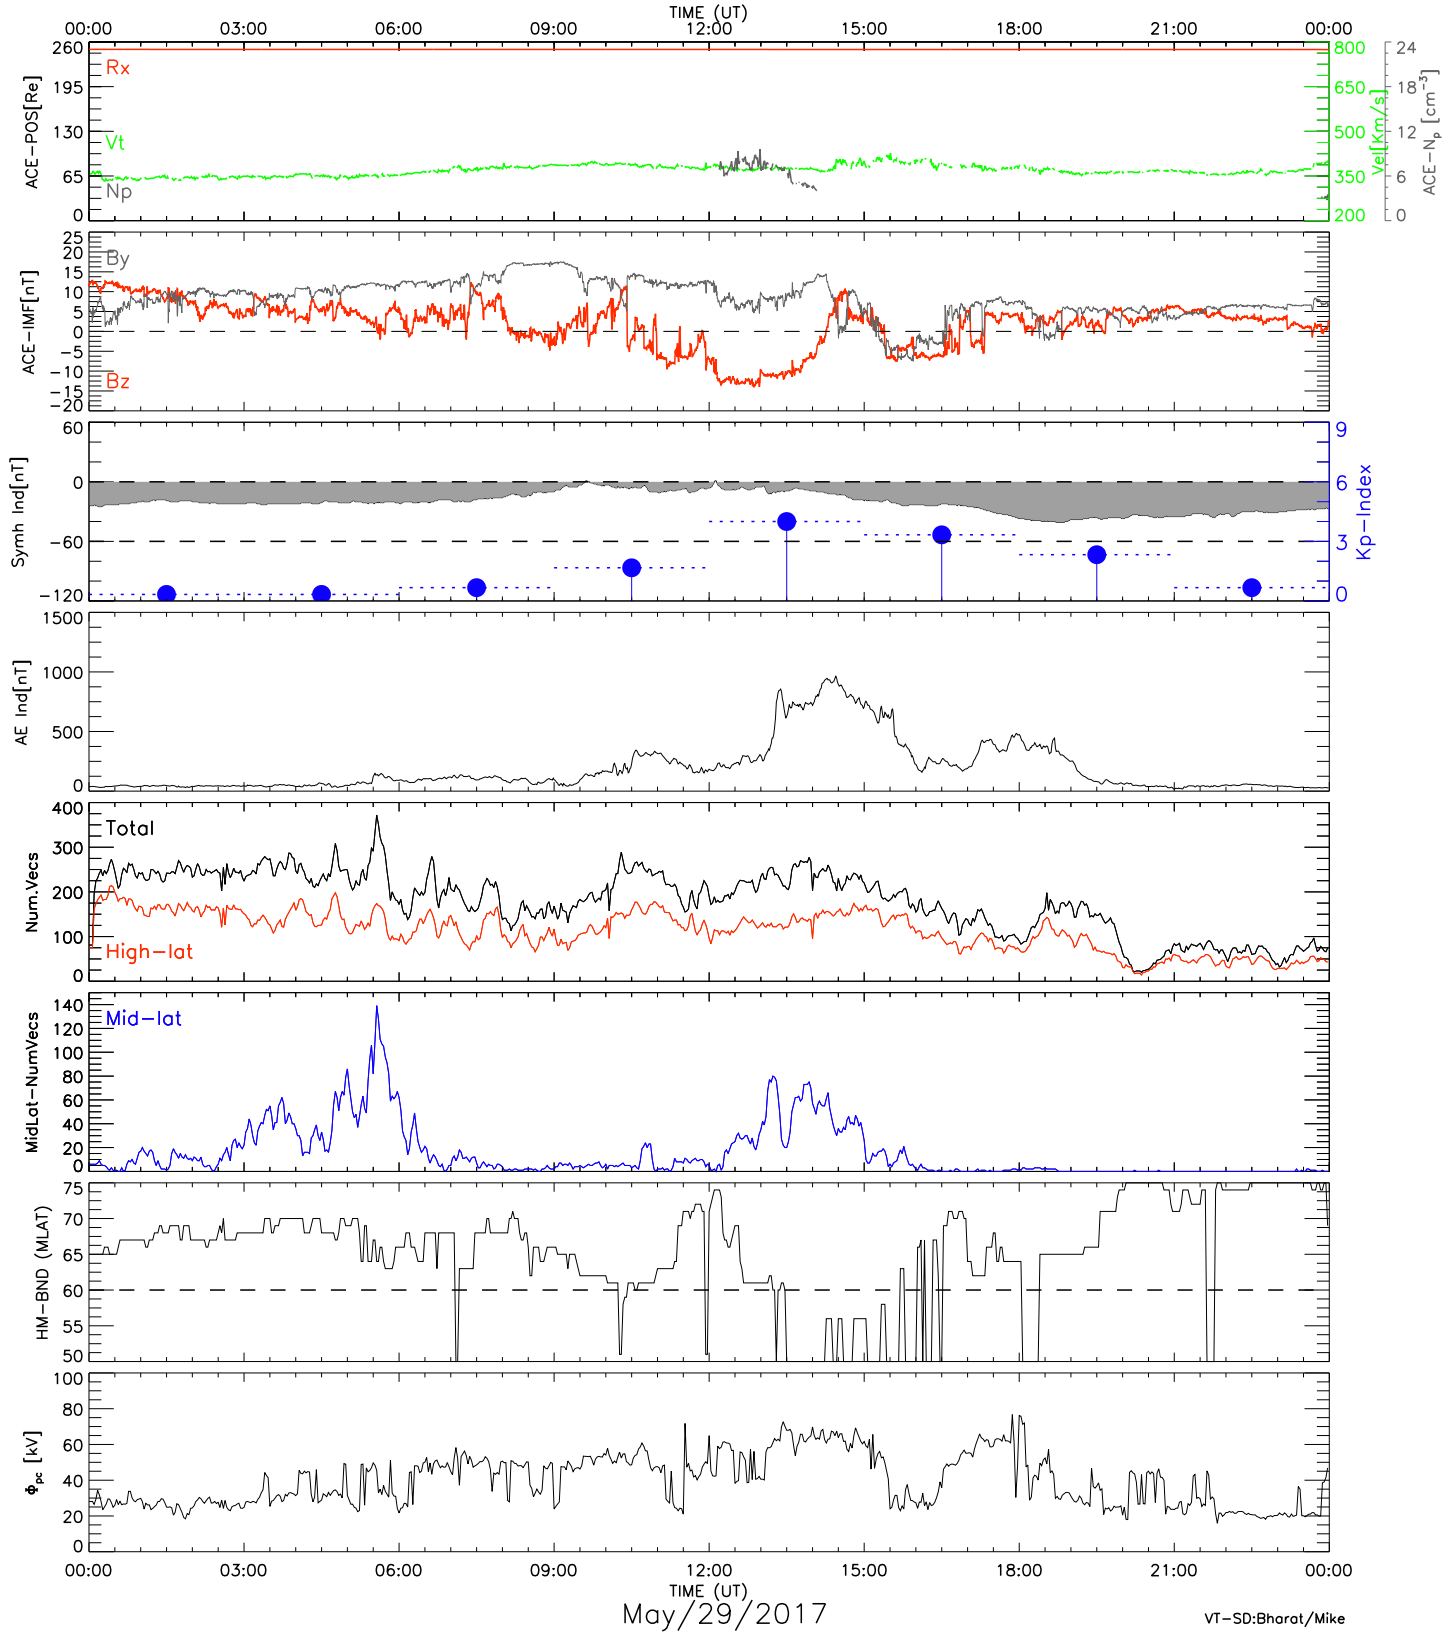 TIME (UT)
00:00 03:00 06:00 09:00 12:00 15:00 18:00 21:00 00:00
260 195 130 65 0
ACE-POS[Re]
Rx
Vt
Np
800 650 500 350 200
Vel[Km/s]
24 18 12 6 0
ACE-Np [cm-3]
25 20 15 10 5 0 -5 -10 -15 -20
ACE-IMF[nT]
By
Bz
60 0 -60 -120
Symh Ind[nT]
9 6 3 0
Kp-Index
1500 1000 500 0
AE Ind[nT]
400 300 200 100 0
Num.Vecs
Total
High-lat
140 120 100 80 60 40 20 0
MidLat-NumVecs
Mid-lat
75 70 65 60 55 50
HM-BND (MLAT)
100 80 60 40 20 0
Φpc [kV]
00:00 03:00 06:00 09:00 12:00 15:00 18:00 21:00 00:00
TIME (UT)
May/29/2017
VT-SD:Bharat/Mike